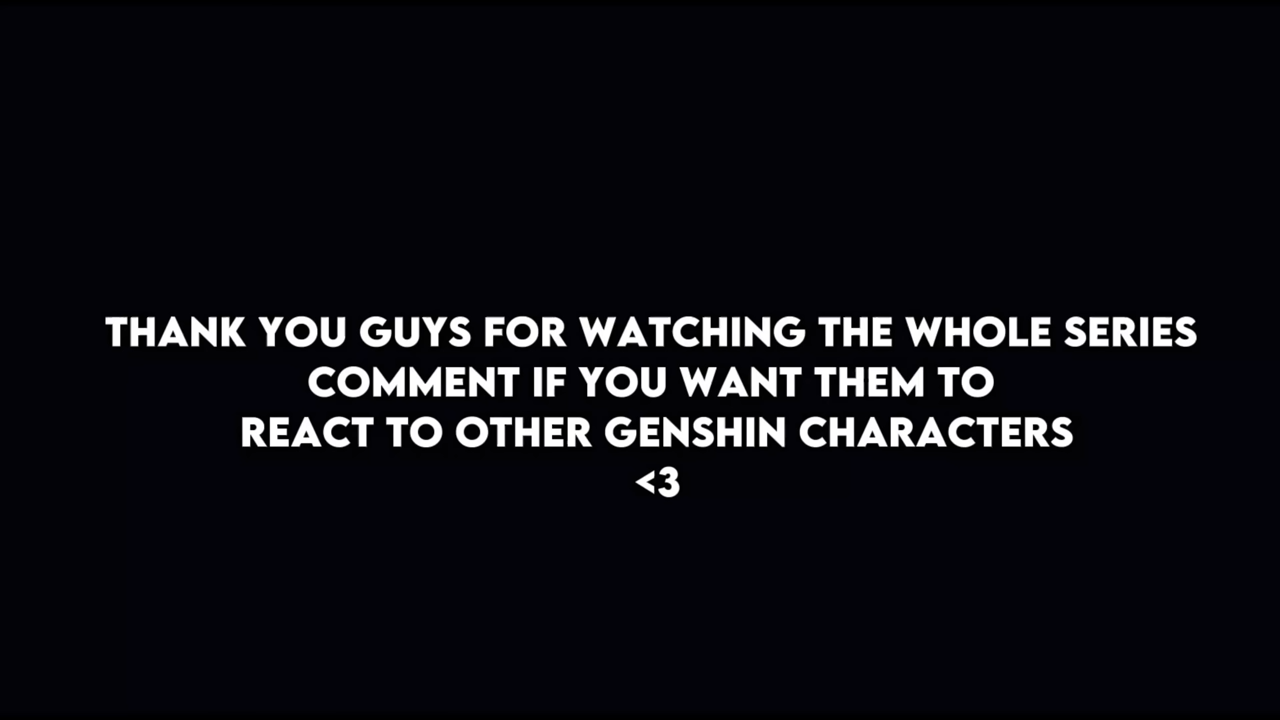 THANK YOU GUYS FOR WATCHING THE WHOLE SERIES
COMMENT IF YOU WANT THEM TO
REACT TO OTHER GENSHIN CHARACTERS
<3